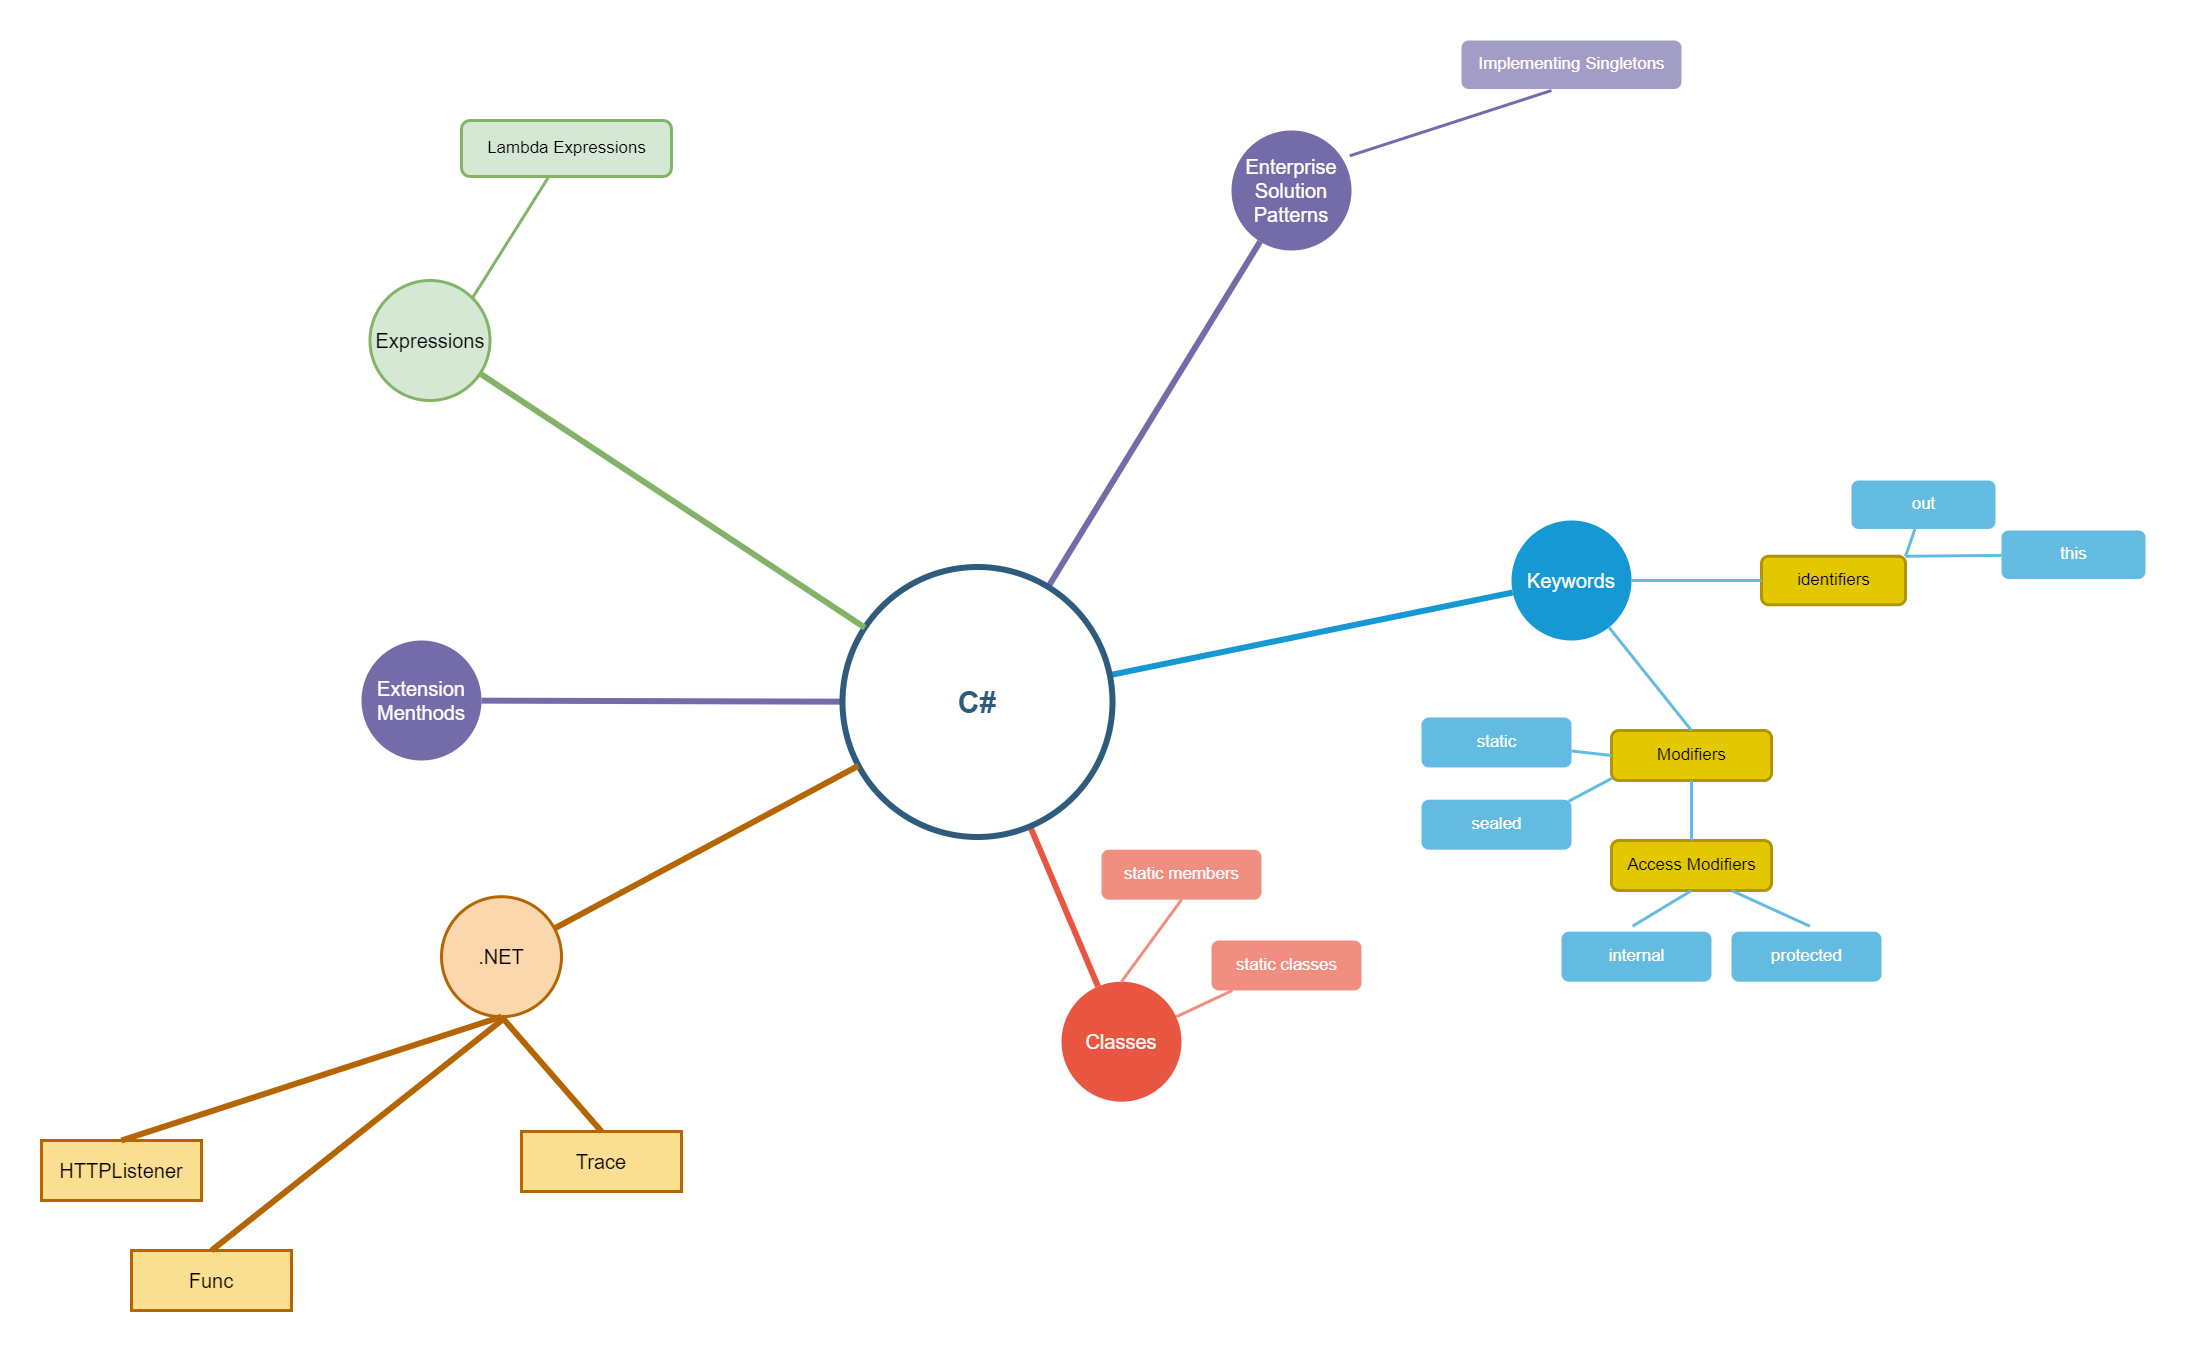 Implementing Singletons
Lambda Expressions
Enterprise
Solution
Patterns
Expressions
out
this
Keywords
identifiers
Extension
Menthods
C#
static
Modifiers
sealed
Access Modifiers
static members
.NET
static classes
internal
protected
Classes
HTTPListener
Trace
Func